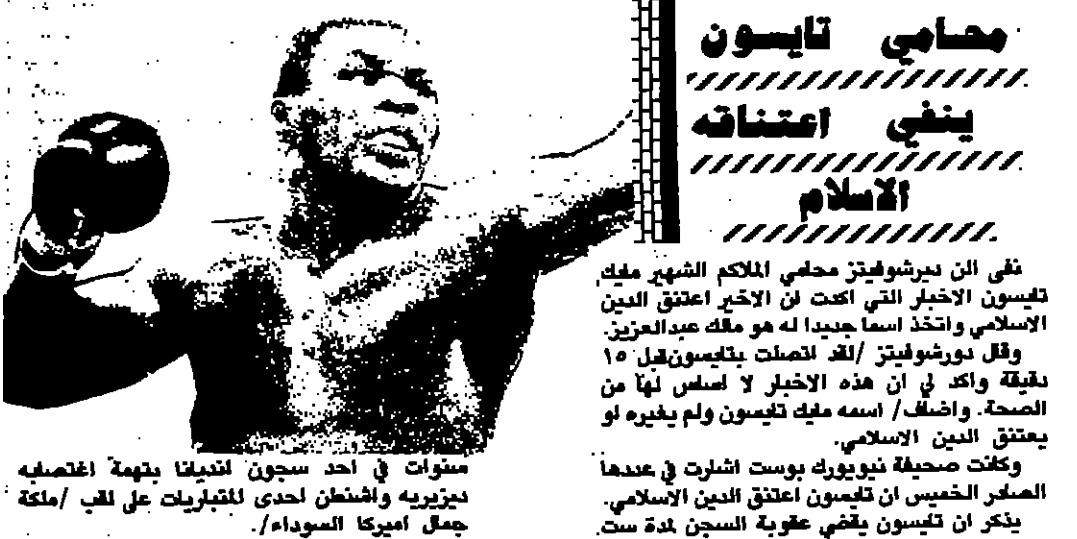 محامي تايسون
ينفي اعتناقه
الاسلام
نفى الن ديرشوفيتز محامي الملاكم الشهير مايك
تايسون الاخبار التي اكدت ان الاخير اعتنق الدين
الاسلامي واتخذ اسما جديدا له هو مالك عبدالعزيز.
وقال دورشوفيتز /لقد اتصلت بتايسون قبل ١٥
دقيقة واكد لي ان هذه الاخبار لا اساس لها من
الصحة. واضاف/ اسمه مايك تايسون ولم يغيره او
يعتنق الدين الاسلامي.
وكانت صحيفة نيويورك بوست اشارت في عددها
الصادر الخميس ان تايسون اعتنق الدين الاسلامي.
يذكر ان تايسون يقضي عقوبة السجن لمدة ست
سنوات في احد سجون انديانا بتهمة اغتصابه
ديزيريه واشنطن احدى المتباريات على لقب /ملكة
جمال اميركا السوداء/.